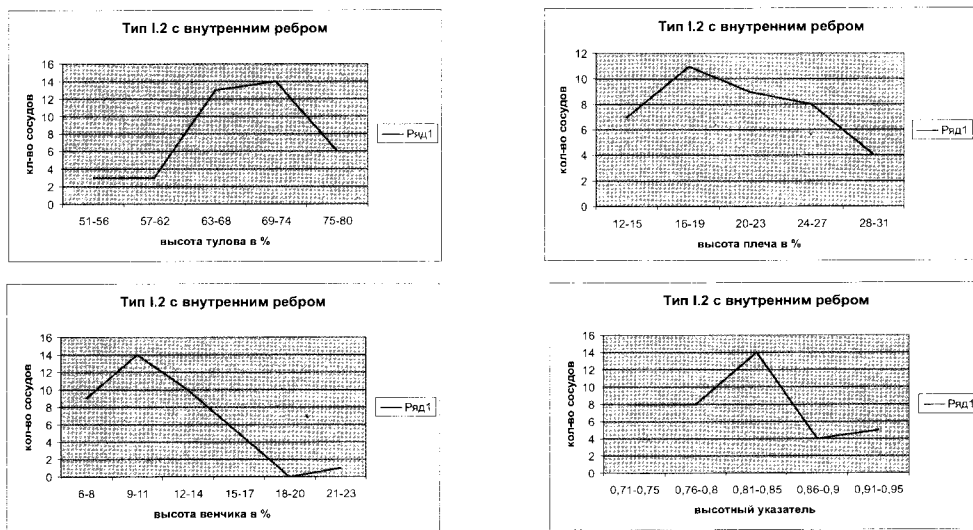 Тип I.2 с внутренним ребром
кл-во сосудов
16
14
12
10
8
6
4
2
0
51-56 57-62 63-68 69-74 75-80
высота тулова в %
Ряд1
Тип I.2 с внутренним ребром
кол-во сосудов
12
10
8
6
4
2
0
12-15 16-19 20-23 24-27 28-31
высота плеча в %
Ряд1
Тип I.2 с внутренним ребром
кол-во сосудов
16
14
12
10
8
6
4
2
0
6-8 9-11 12-14 15-17 18-20 21-23
высота венчика в %
Ряд1
Тип I.2 с внутренним ребром
кол-во сосудов
16
14
12
10
8
6
4
2
0
0,71-0,75 0,76-0,8 0,81-0,85 0,86-0,9 0,91-0,95
высотный указатель
Ряд1